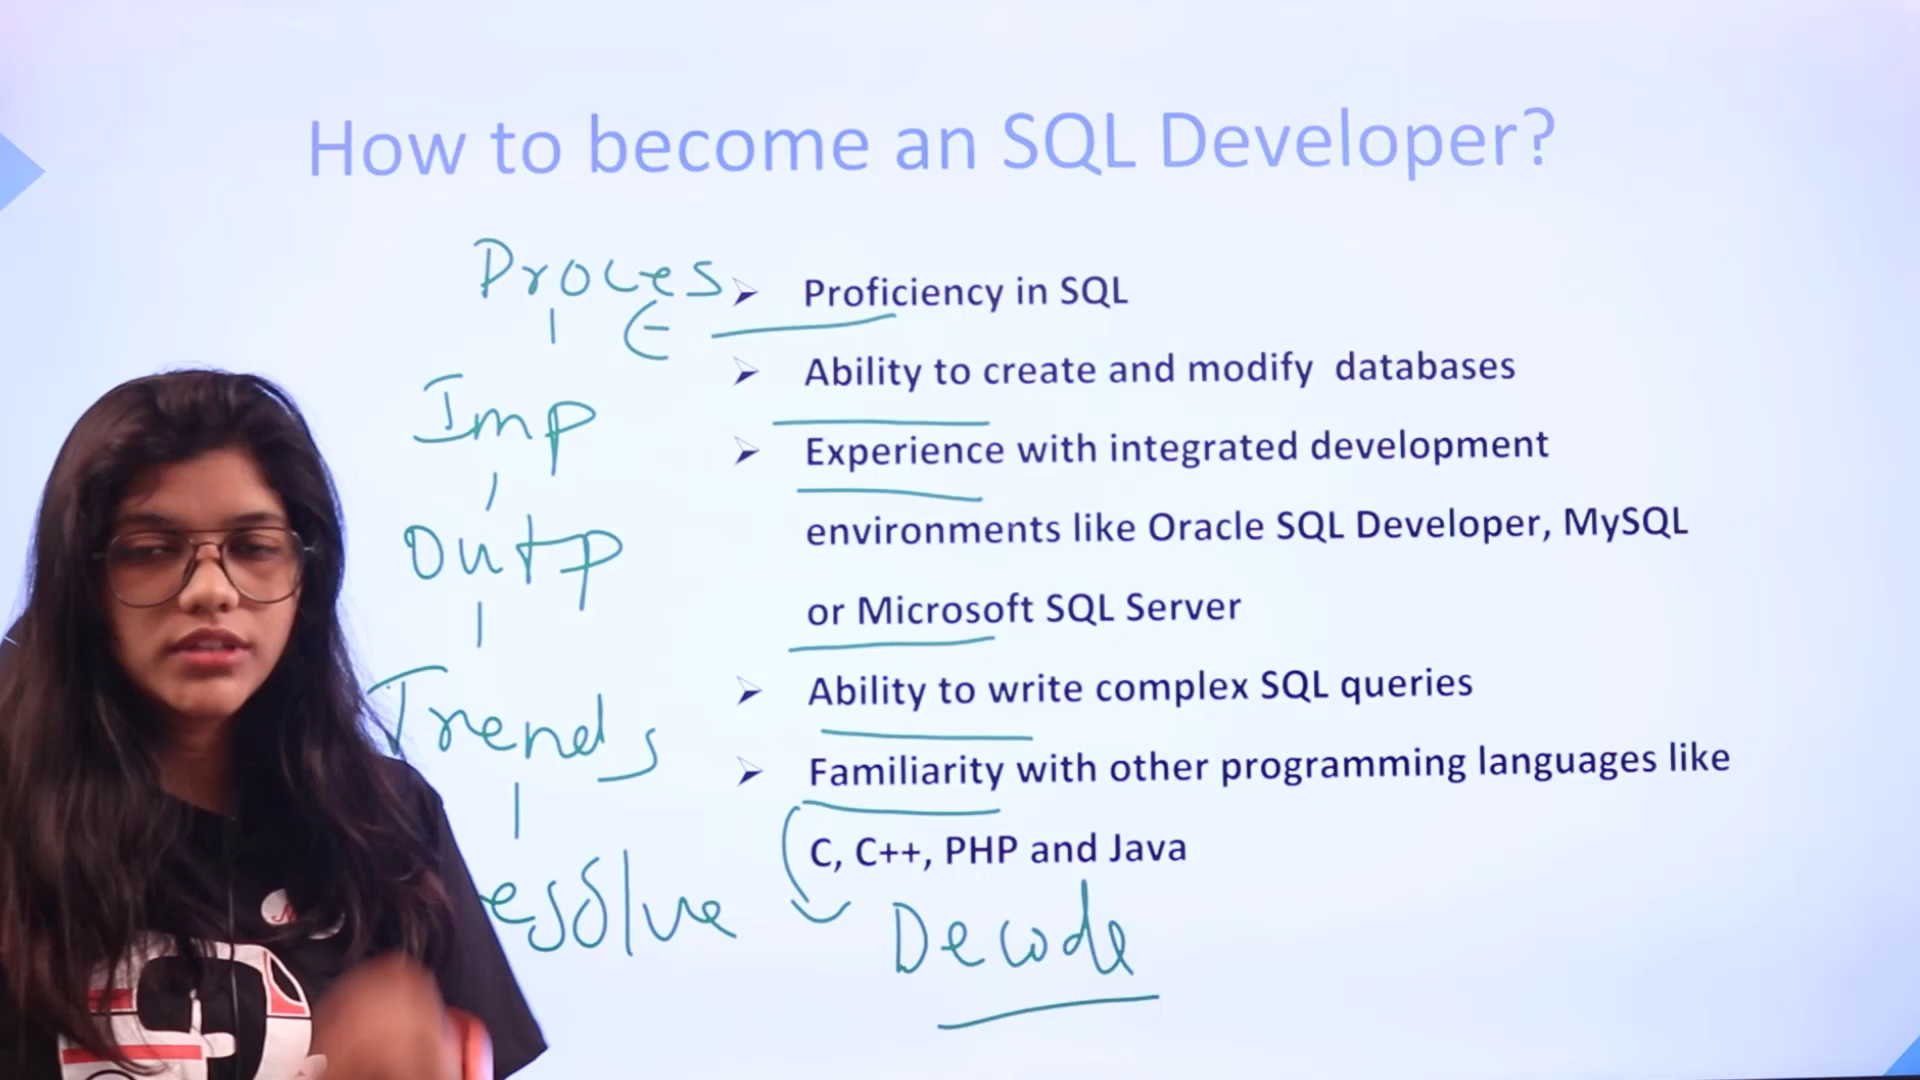 How to become an SQL Developer?
Proces
E
Imp
Outp
Trends
esolve
➢ Proficiency in SQL
➢ Ability to create and modify databases
➢ Experience with integrated development
environments like Oracle SQL Developer, MySQL
or Microsoft SQL Server
➢ Ability to write complex SQL queries
➢ Familiarity with other programming languages like
C, C++, PHP and Java
Decode